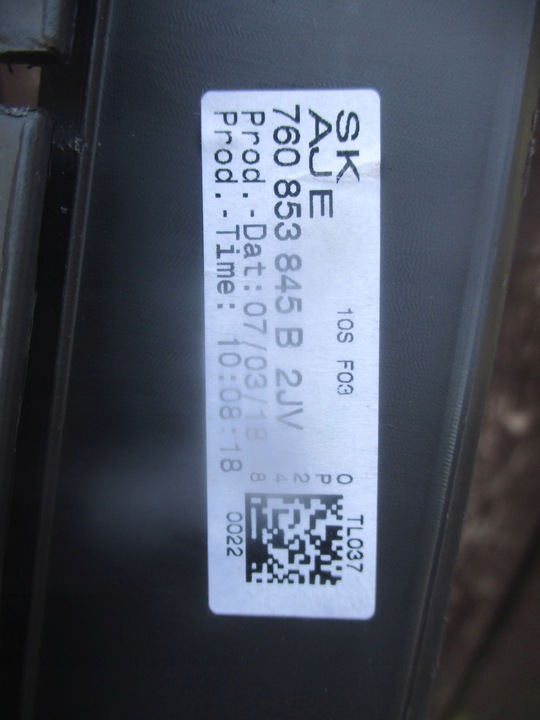 SK
AJE
10S F03
760 853 845 B 2JV
Prod.-Dat:07/03/18
Prod.-Time: 10:08:18
0 P 2 4 8
TL037
0022